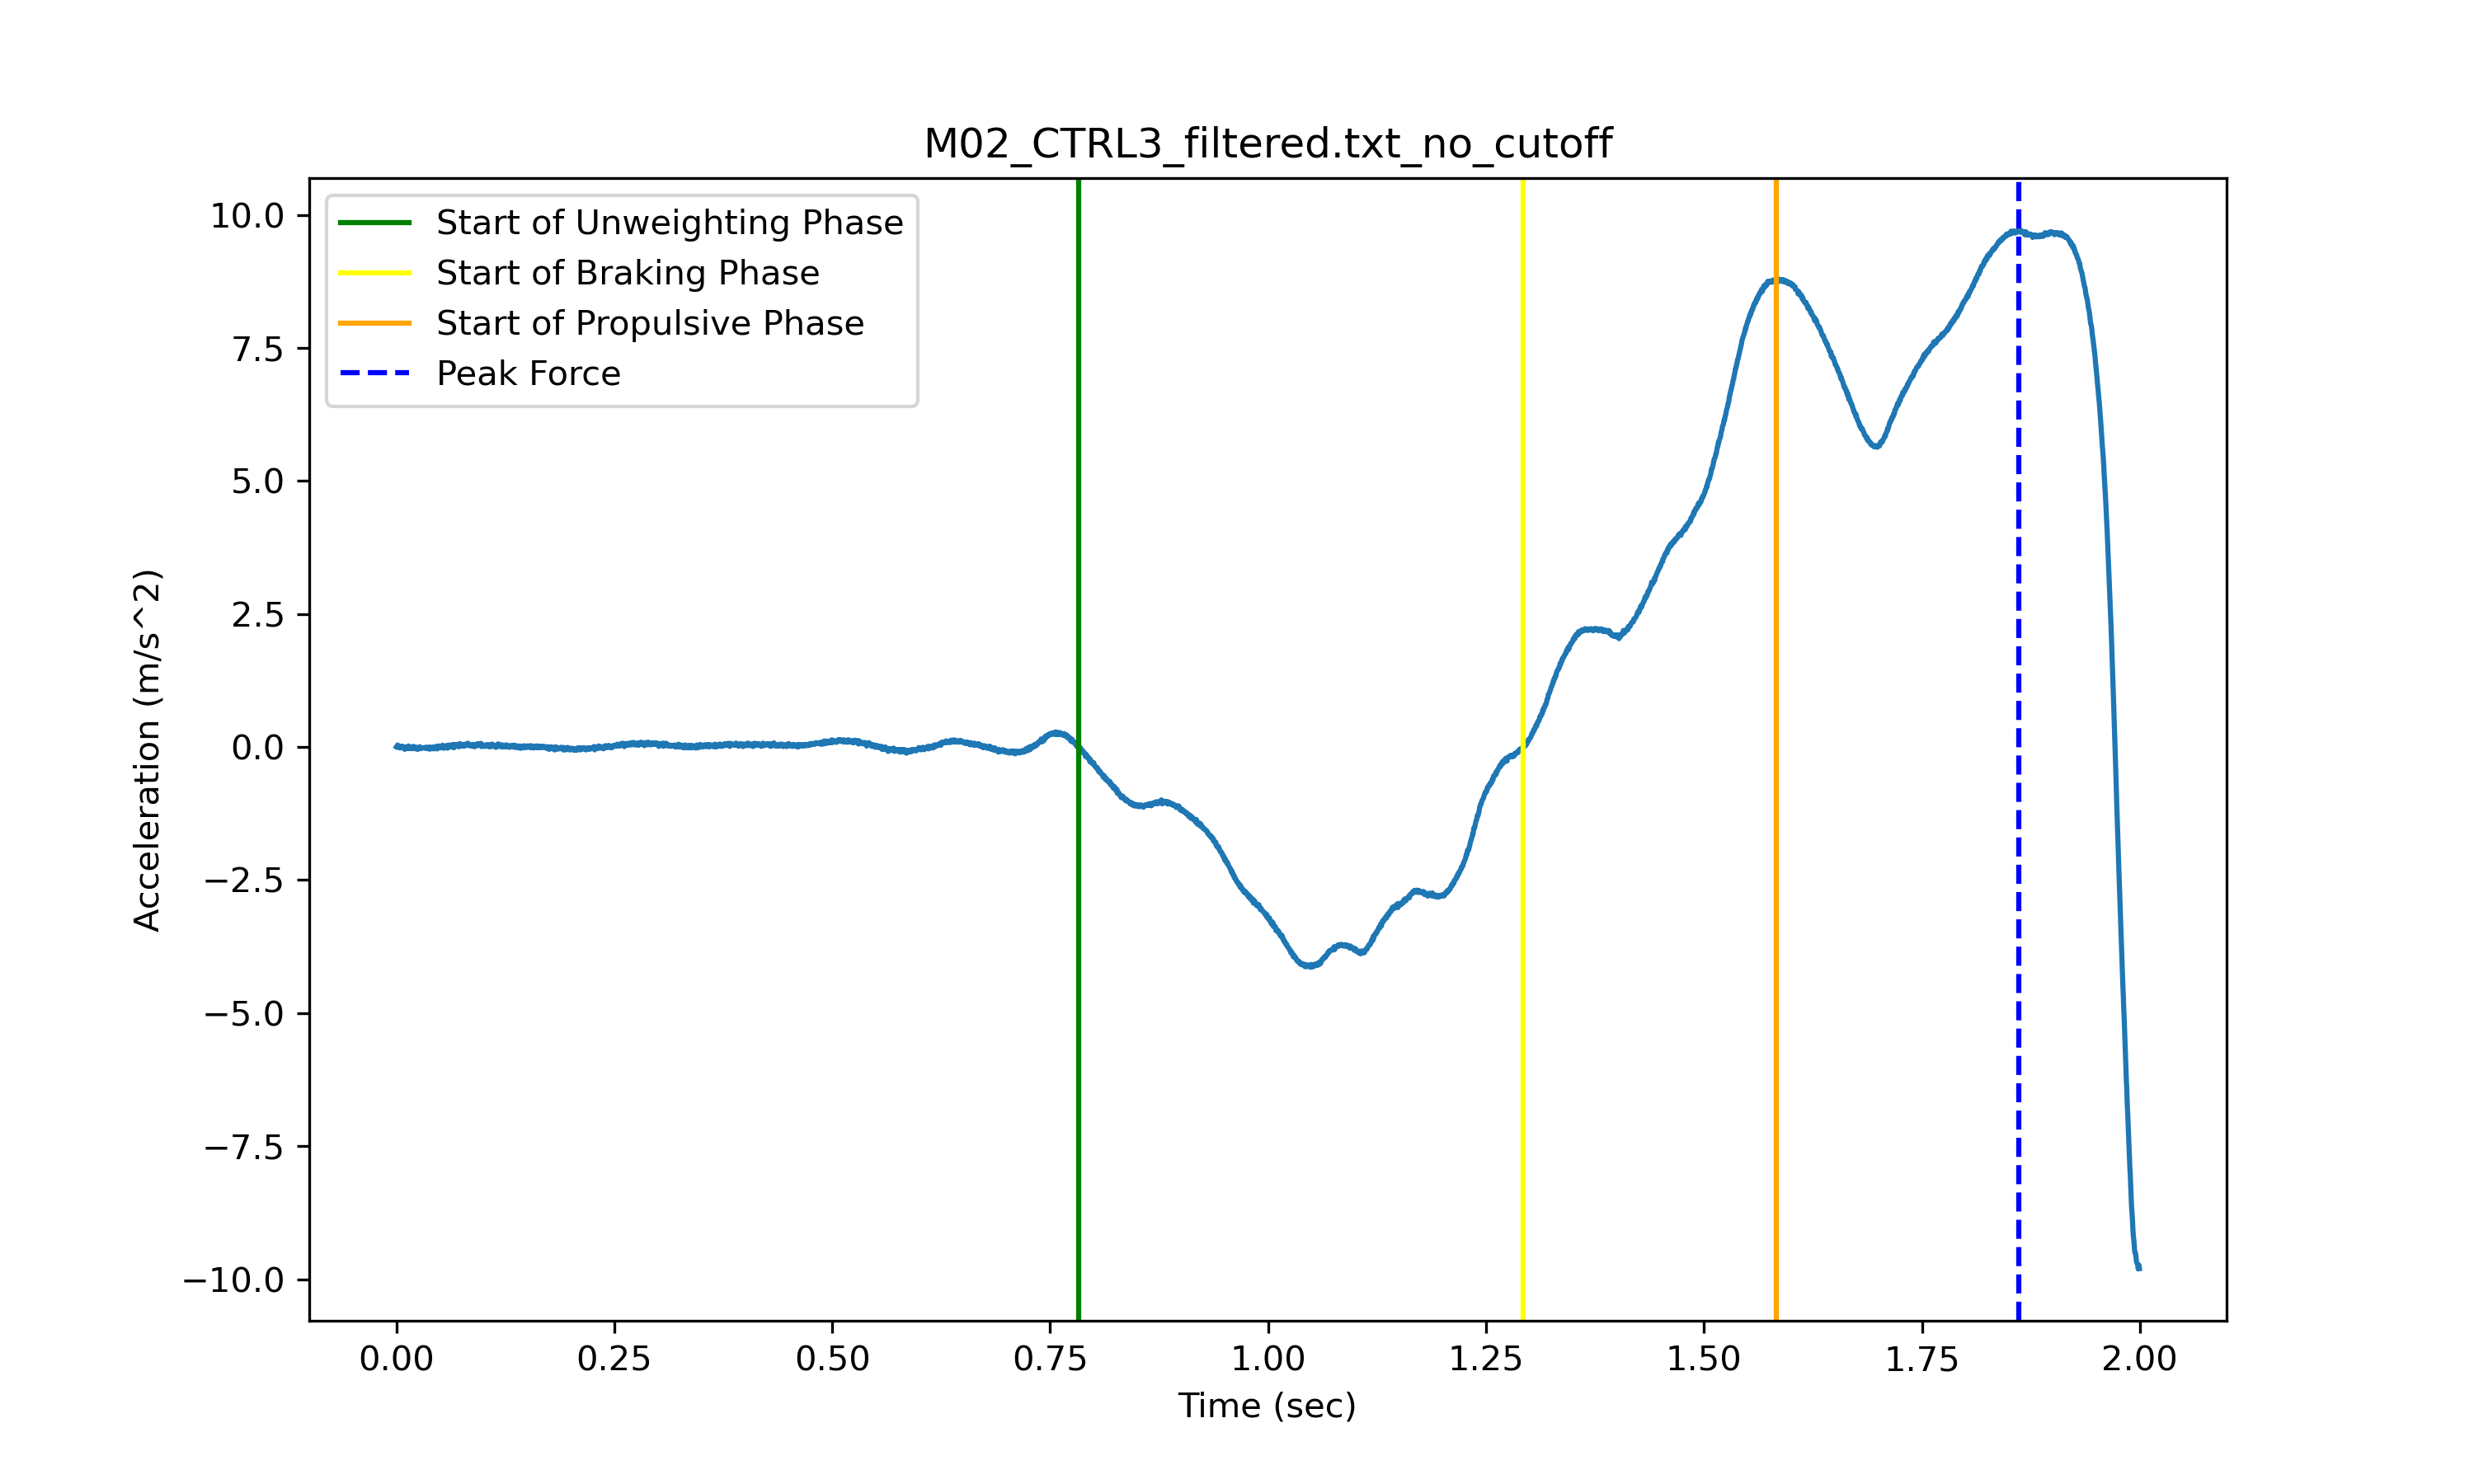 M02_CTRL3_filtered.txt_no_cutoff
Start of Unweighting Phase
Start of Braking Phase
Start of Propulsive Phase
Peak Force
10.0
7.5
5.0
2.5
0.0
−2.5
−5.0
−7.5
−10.0
Acceleration (m/s^2)
0.00 0.25 0.50 0.75 1.00 1.25 1.50 1.75 2.00
Time (sec)